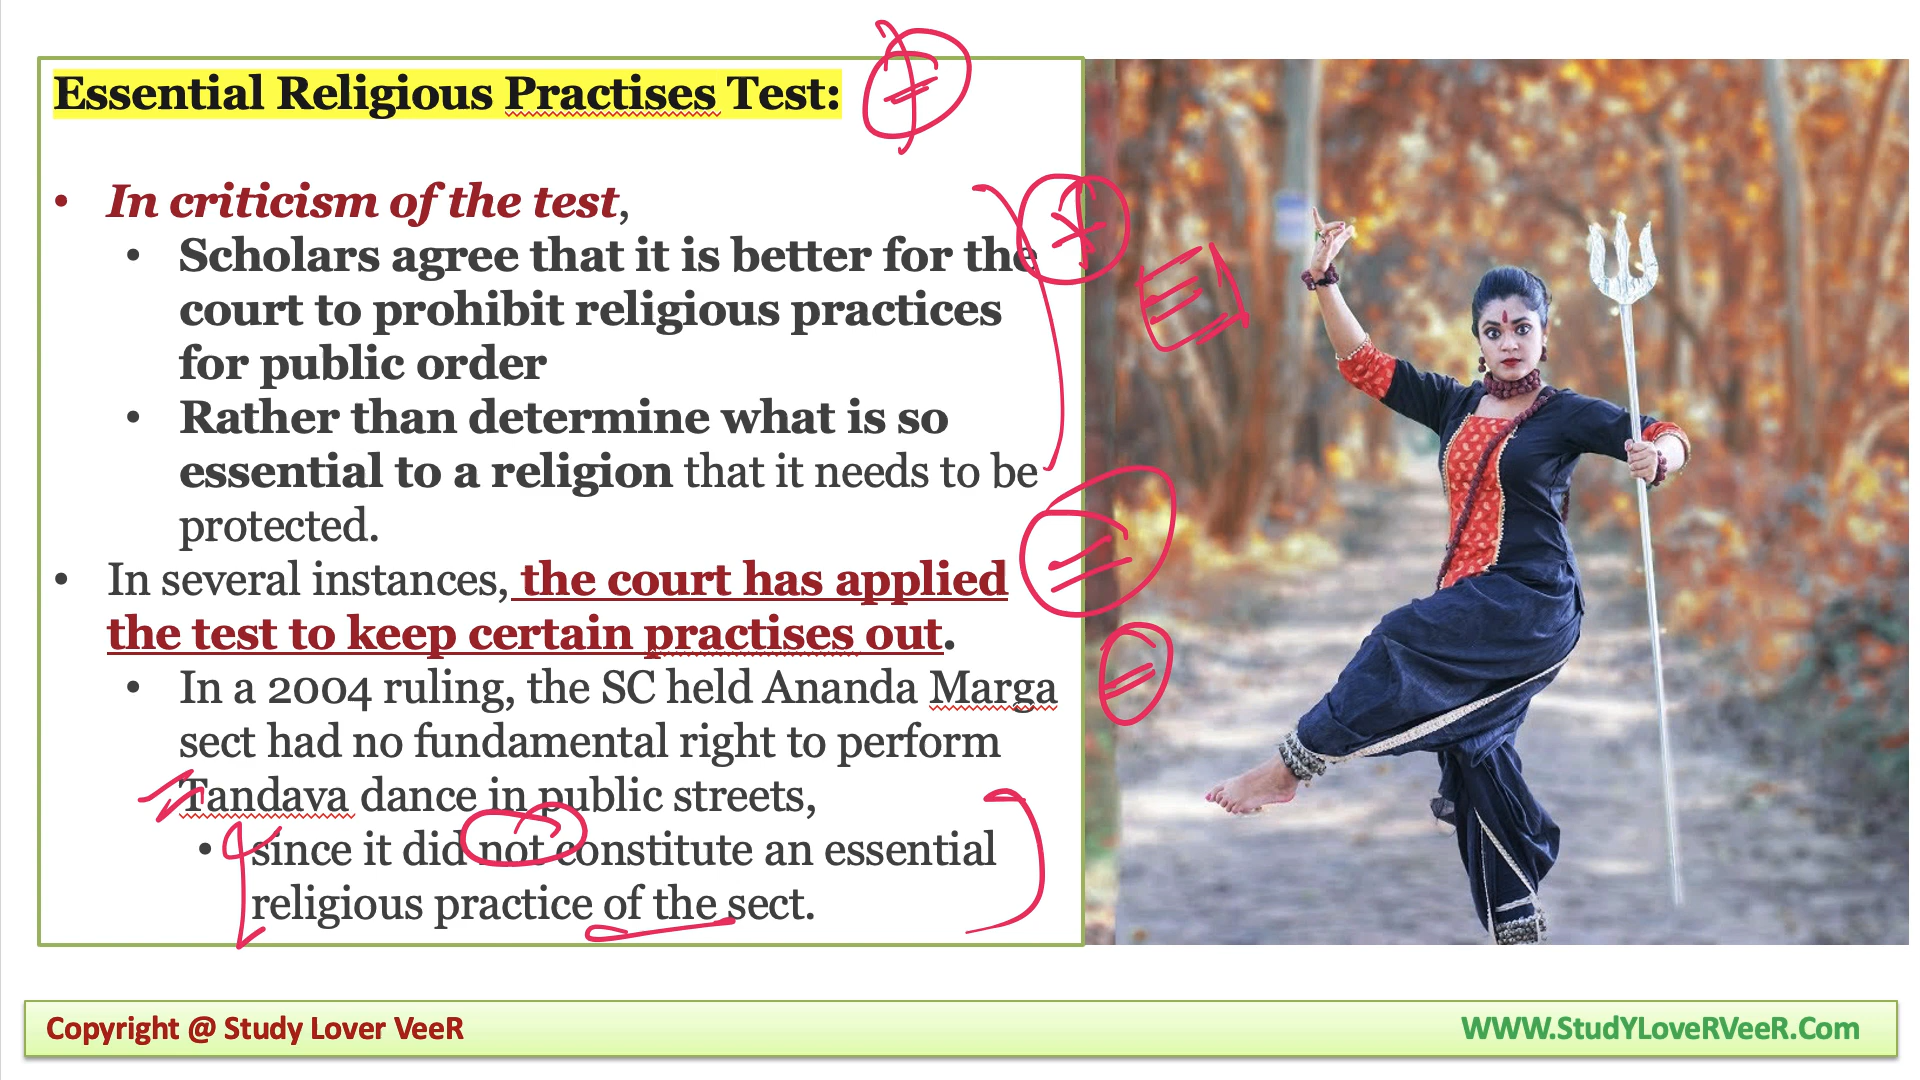 Essential Religious Practises Test:
• In criticism of the test,
• Scholars agree that it is better for the
court to prohibit religious practices
for public order
• Rather than determine what is so
essential to a religion that it needs to be
protected.
• In several instances, the court has applied
the test to keep certain practises out.
• In a 2004 ruling, the SC held Ananda Marga
sect had no fundamental right to perform
Tandava dance in public streets,
• since it did not constitute an essential
religious practice of the sect.
Copyright @ Study Lover VeeR
WWW.StudYLoveRVeeR.Com